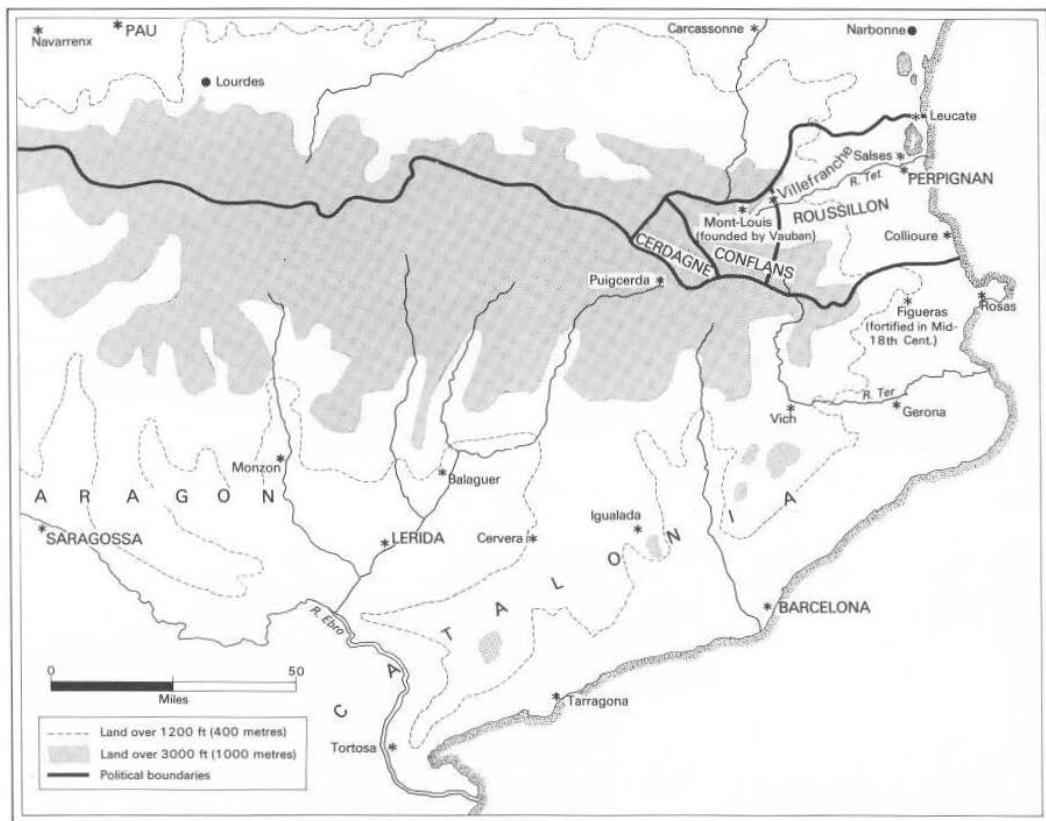 PAU
Navarrenx
Carcassonne
Narbonne
Lourdes
Leucate
Salses
Villefranche
R. Tet
PERPIGNAN
Mont-Louis
(founded by Vauban)
ROUSSILLON
Collioure
CERDAGNE
CONFLANS
Puigcerda
Figueras
(fortified in Mid-
18th Cent.)
Rosas
R. Ter
Vich
Gerona
Monzon
Balaguer
ARAGON
SARAGOSSA
LERIDA
Cervera
Igualada
CATALONIA
BARCELONA
R. Ebro
Tarragona
Tortosa
0 50
Miles
Land over 1200 ft (400 metres)
Land over 3000 ft (1000 metres)
Political boundaries